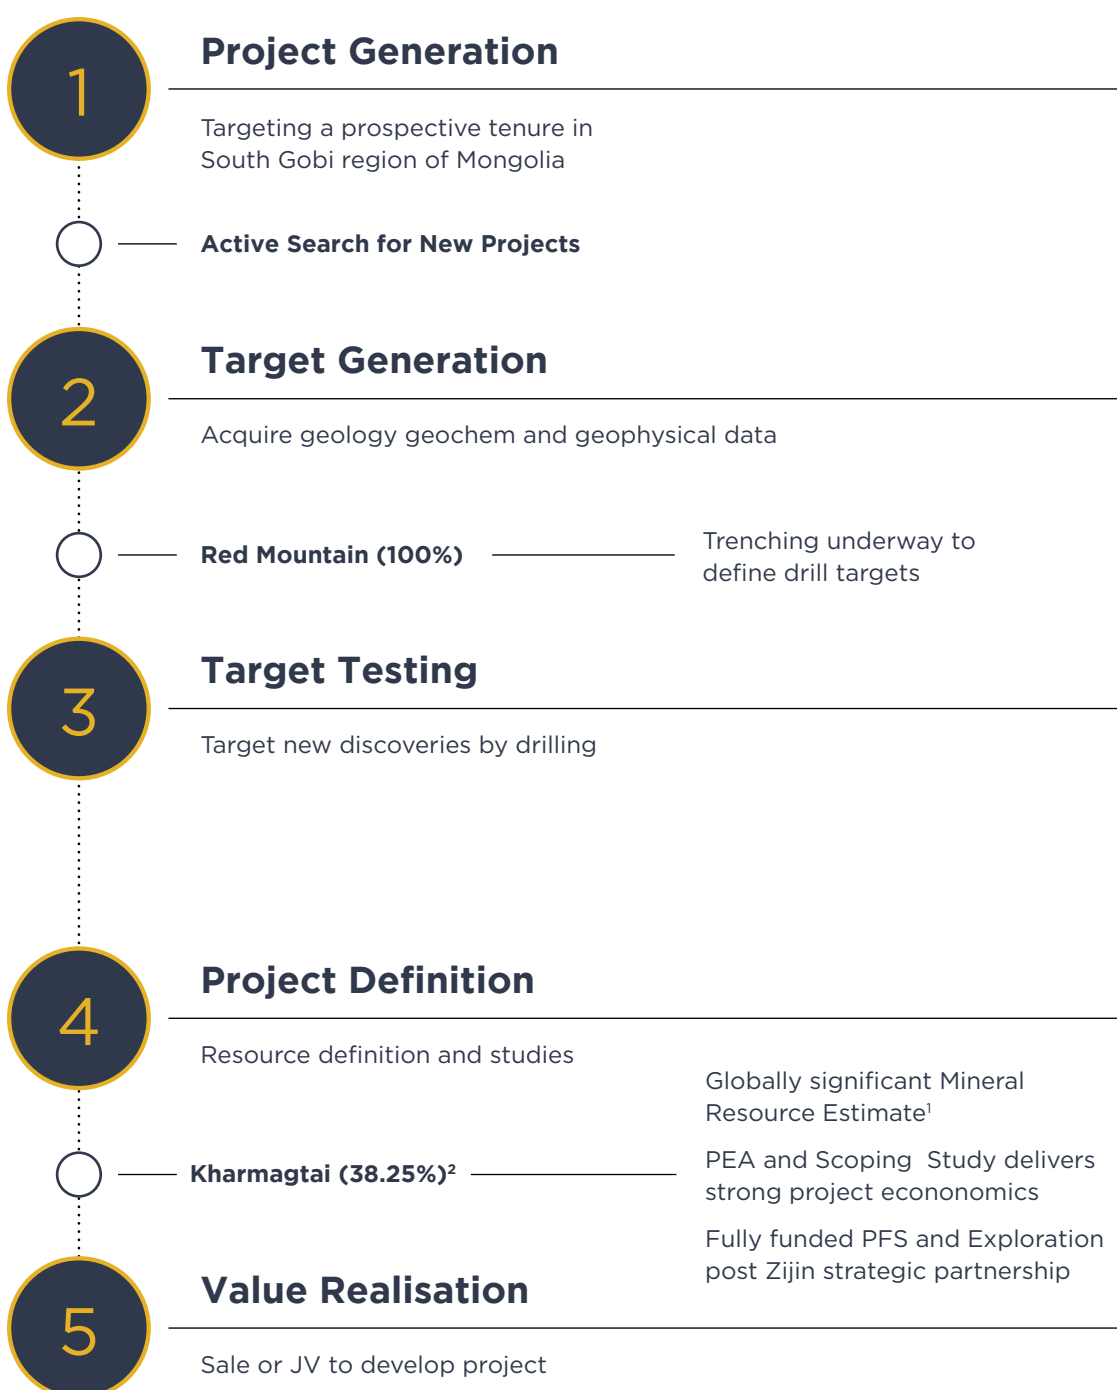 1
Project Generation
Targeting a prospective tenure in
South Gobi region of Mongolia
Active Search for New Projects
2
Target Generation
Acquire geology geochem and geophysical data
Red Mountain (100%)
Trenching underway to
define drill targets
3
Target Testing
Target new discoveries by drilling
4
Project Definition
Resource definition and studies
Kharmagtai (38.25%)²
Globally significant Mineral
Resource Estimate¹
PEA and Scoping Study delivers
strong project econonomics
Fully funded PFS and Exploration
post Zijin strategic partnership
5
Value Realisation
Sale or JV to develop project